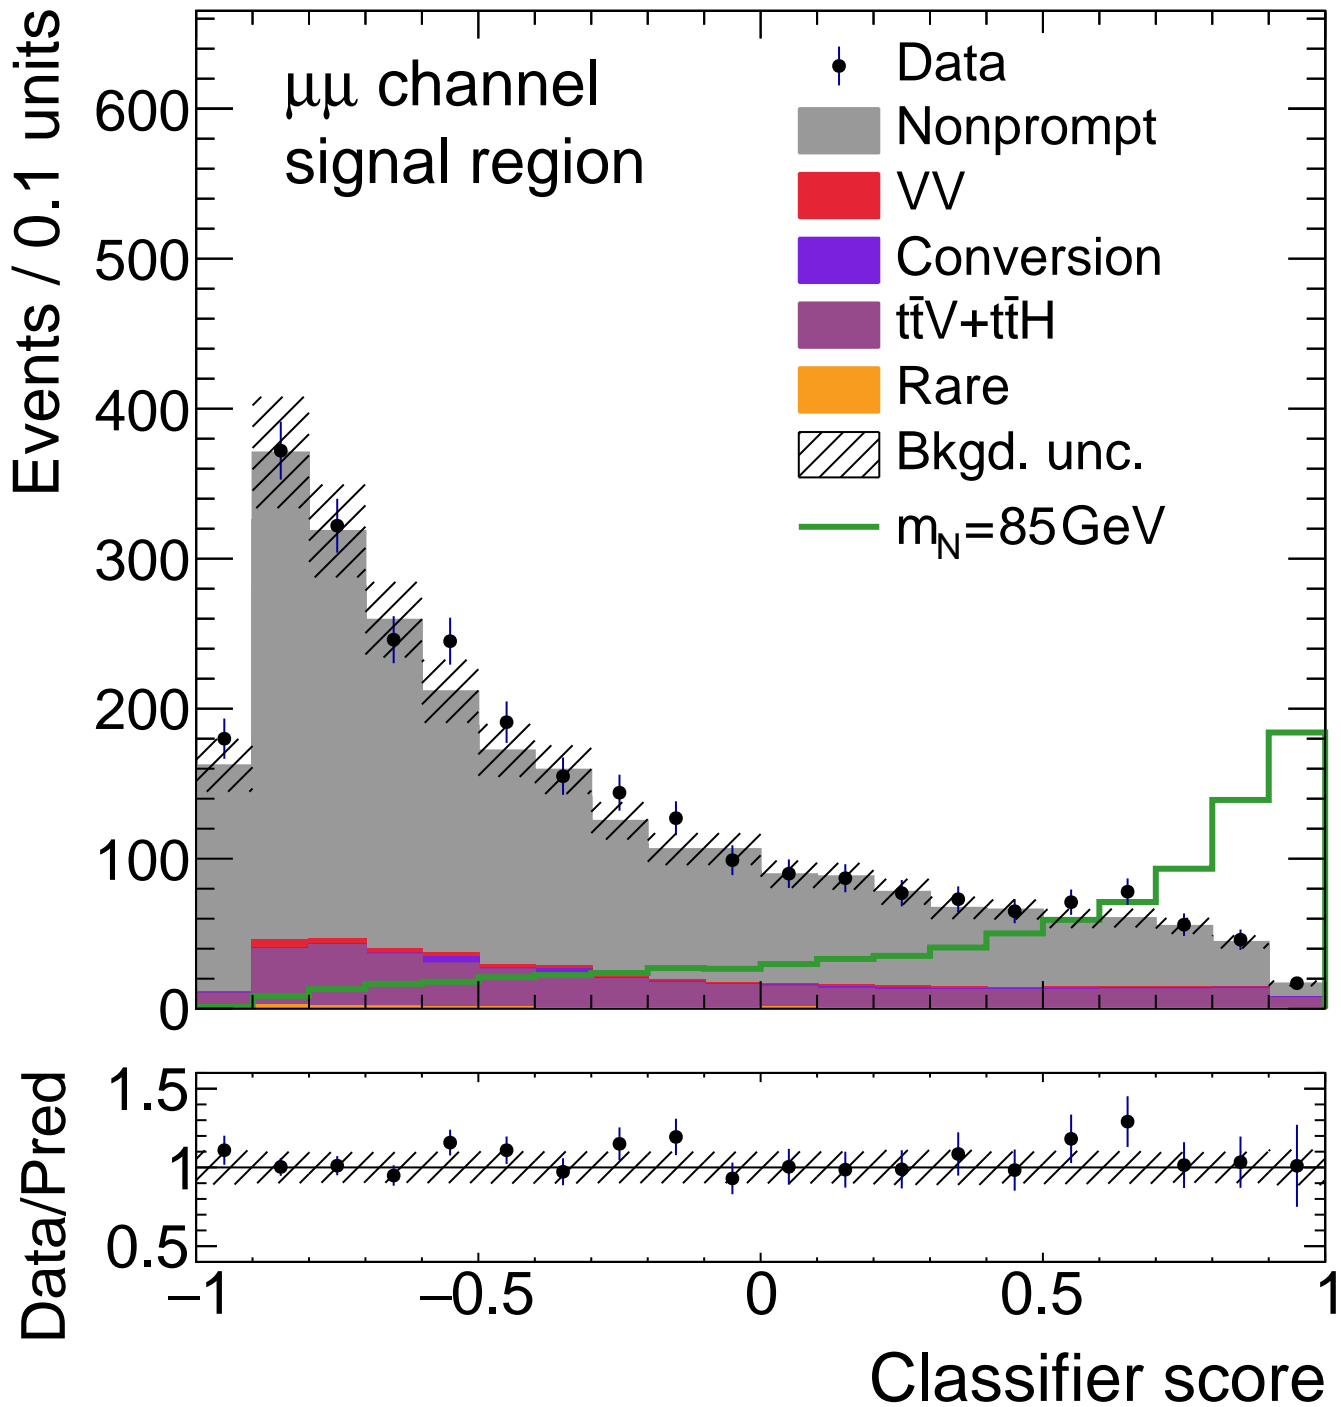 Events / 0.1 units
600
500
400
300
200
100
0
μμ channel
signal region
Data
Nonprompt
VV
Conversion
tt̄V+tt̄H
Rare
Bkgd. unc.
m_N=85GeV
Data/Pred
1.5
1
0.5
−1
−0.5
0
0.5
1
Classifier score